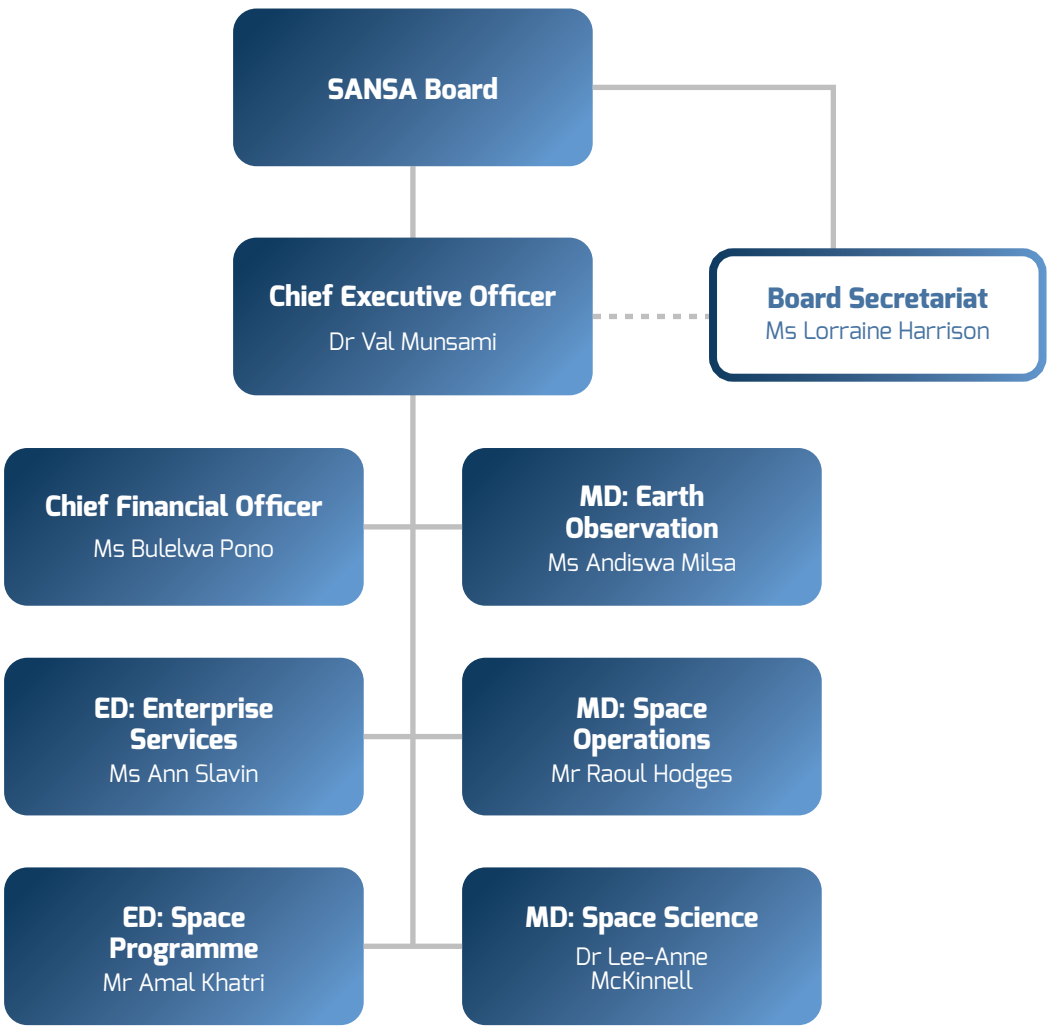 SANSA Board
Chief Executive Officer
Dr Val Munsami
Board Secretariat
Ms Lorraine Harrison
Chief Financial Officer
Ms Bulelwa Pono
MD: Earth
Observation
Ms Andiswa Milsa
ED: Enterprise
Services
Ms Ann Slavin
MD: Space
Operations
Mr Raoul Hodges
ED: Space
Programme
Mr Amal Khatri
MD: Space Science
Dr Lee-Anne
McKinnell